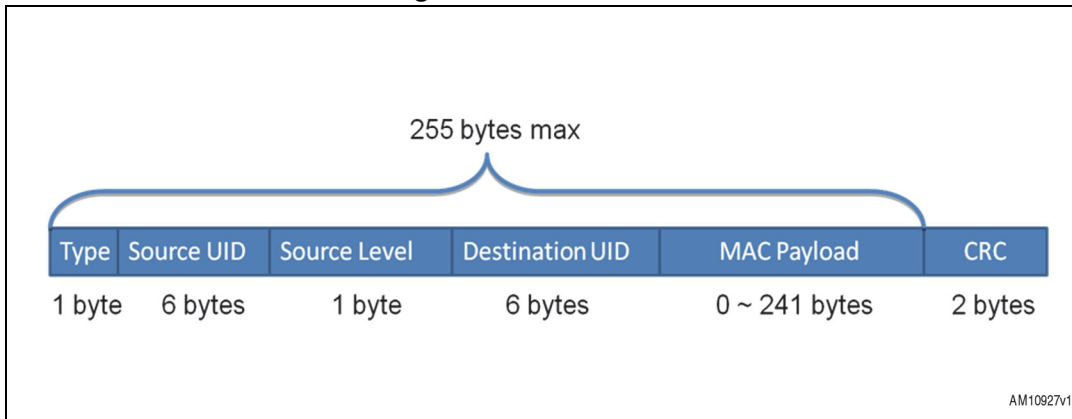 255 bytes max
Type Source UID Source Level Destination UID MAC Payload CRC
1 byte 6 bytes 1 byte 6 bytes 0 ~ 241 bytes 2 bytes
AM10927v1